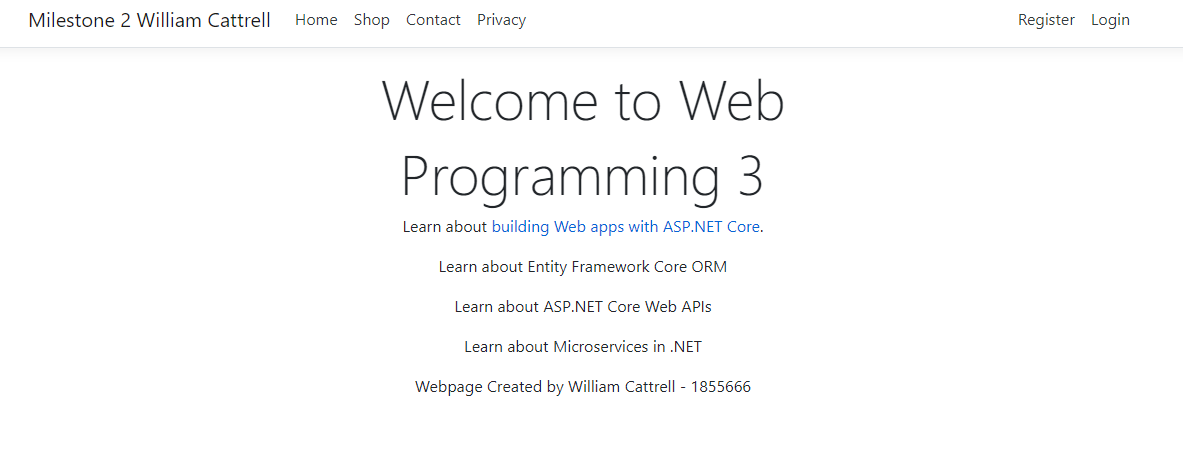 Milestone 2 William Cattrell Home Shop Contact Privacy Register Login
Welcome to Web
Programming 3
Learn about building Web apps with ASP.NET Core.
Learn about Entity Framework Core ORM
Learn about ASP.NET Core Web APIs
Learn about Microservices in .NET
Webpage Created by William Cattrell - 1855666